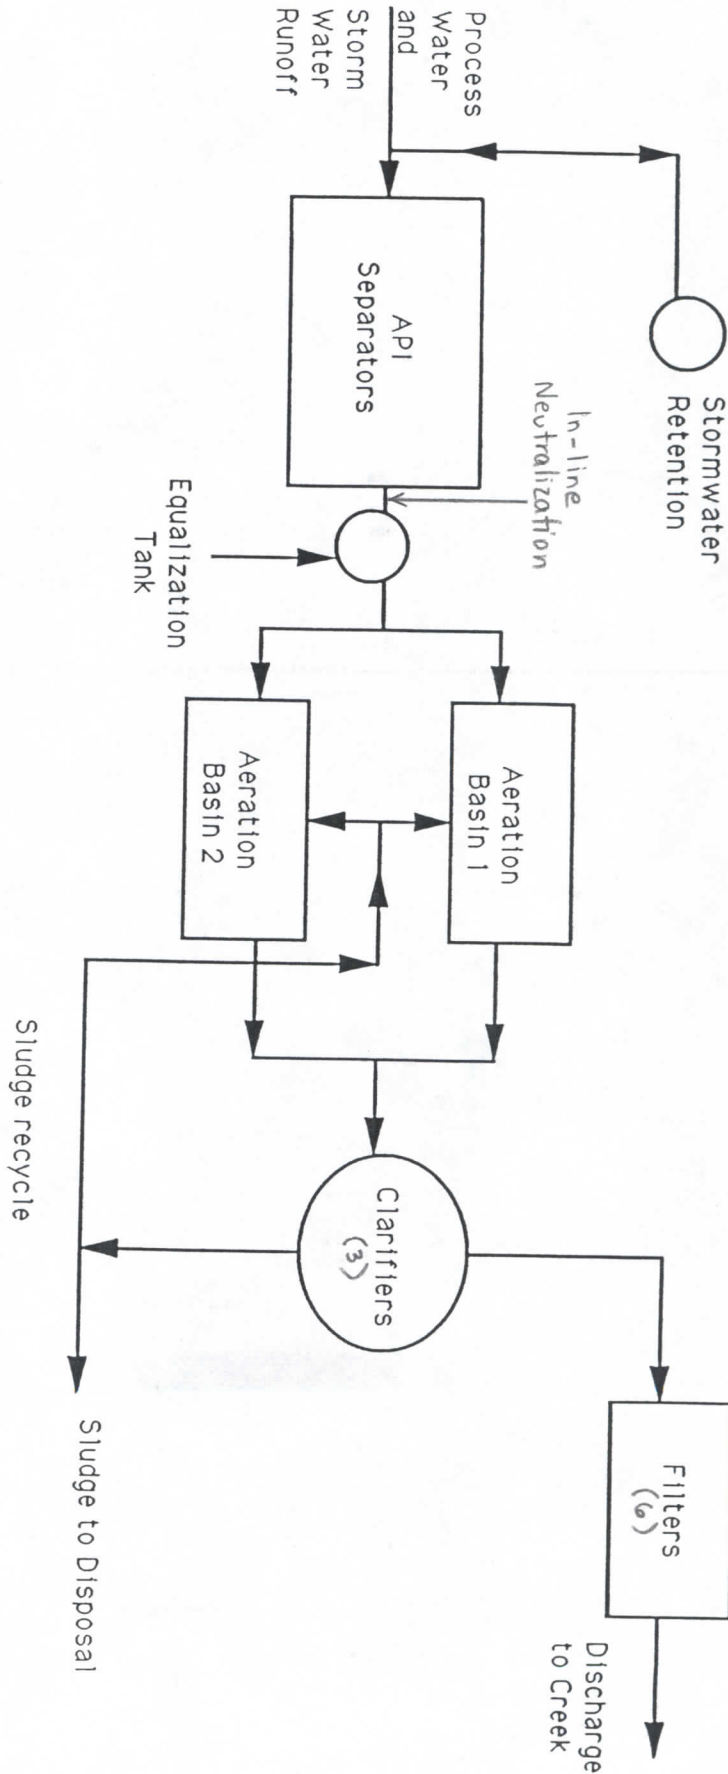 Process
Water
and
Storm
Water
Runoff
Stormwater
Retention
API
Separators
In-line
Neutralization
Equalization
Tank
Aeration
Basin 1
Aeration
Basin 2
Clarifiers
(3)
Filters
(6)
Discharge
to Creek
Sludge recycle
Sludge to Disposal